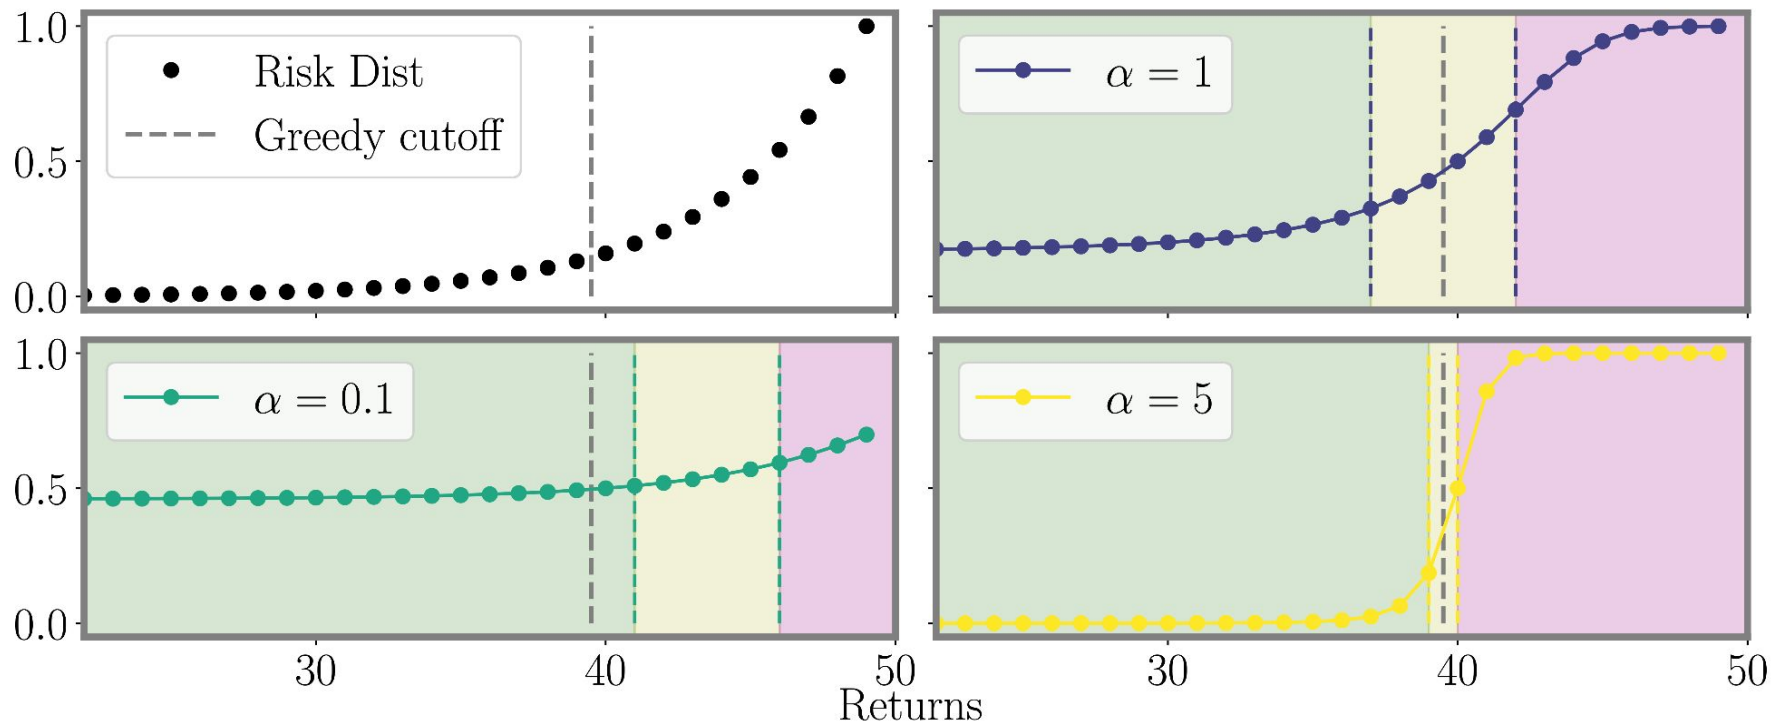 1.0
0.5
0.0
Risk Dist
Greedy cutoff
α = 1
1.0
0.5
0.0
α = 0.1
α = 5
30
40
50
30
40
50
Returns